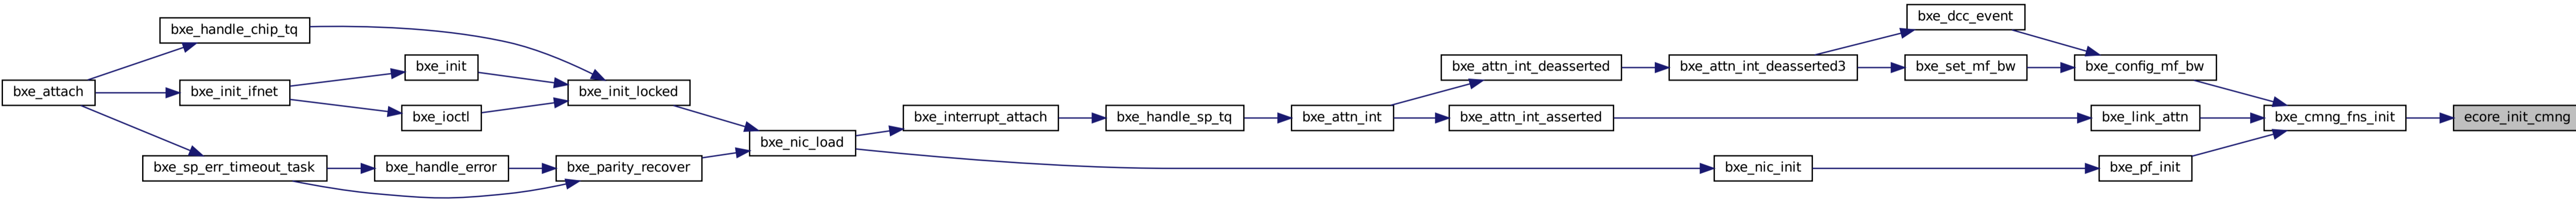 bxe_attach
bxe_handle_chip_tq
bxe_init_ifnet
bxe_sp_err_timeout_task
bxe_init
bxe_ioctl
bxe_handle_error
bxe_init_locked
bxe_parity_recover
bxe_nic_load
bxe_interrupt_attach
bxe_handle_sp_tq
bxe_attn_int
bxe_attn_int_deasserted
bxe_attn_int_asserted
bxe_attn_int_deasserted3
bxe_nic_init
bxe_dcc_event
bxe_set_mf_bw
bxe_config_mf_bw
bxe_link_attn
bxe_pf_init
bxe_cmng_fns_init
ecore_init_cmng